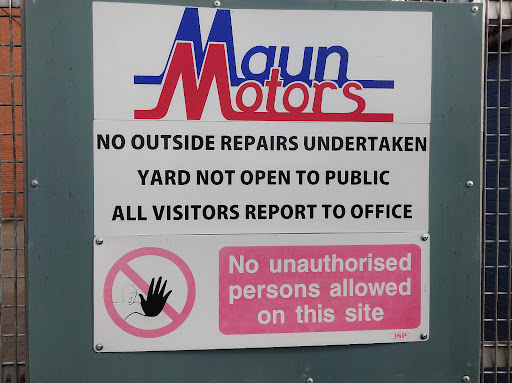 Maun
Motors
NO OUTSIDE REPAIRS UNDERTAKEN
YARD NOT OPEN TO PUBLIC
ALL VISITORS REPORT TO OFFICE
No unauthorised
persons allowed
on this site
JSP